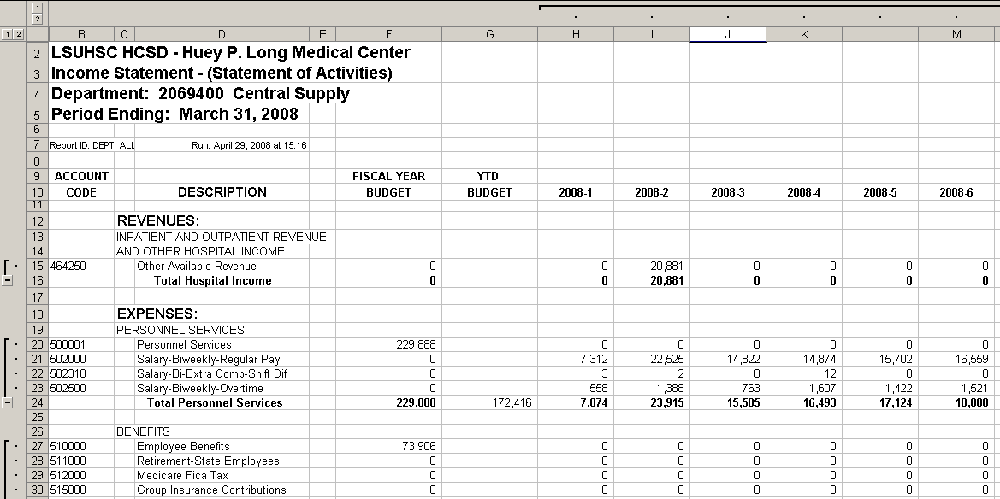 1
2
1 2 B C D E F G H I J K L M
2 LSUHSC HCSD - Huey P. Long Medical Center
3 Income Statement - (Statement of Activities)
4 Department: 2069400 Central Supply
5 Period Ending: March 31, 2008
6
7 Report ID: DEPT_ALL Run: April 29, 2008 at 15:16
8
9 ACCOUNT FISCAL YEAR YTD
10 CODE DESCRIPTION BUDGET BUDGET 2008-1 2008-2 2008-3 2008-4 2008-5 2008-6
11
12 REVENUES:
13 INPATIENT AND OUTPATIENT REVENUE
14 AND OTHER HOSPITAL INCOME
15 464250 Other Available Revenue 0 0 20,881 0 0 0 0
16 Total Hospital Income 0 0 20,881 0 0 0 0
17
18 EXPENSES:
19 PERSONNEL SERVICES
20 500001 Personnel Services 229,888 0 0 0 0 0 0
21 502000 Salary-Biweekly-Regular Pay 0 7,312 22,525 14,822 14,874 15,702 16,559
22 502310 Salary-Bi-Extra Comp-Shift Dif 0 3 2 0 12 0 0
23 502500 Salary-Biweekly-Overtime 0 558 1,388 763 1,607 1,422 1,521
24 Total Personnel Services 229,888 172,416 7,874 23,915 15,585 16,493 17,124 18,080
25
26 BENEFITS
27 510000 Employee Benefits 73,906 0 0 0 0 0 0
28 511000 Retirement-State Employees 0 0 0 0 0 0 0
29 512000 Medicare Fica Tax 0 0 0 0 0 0 0
30 515000 Group Insurance Contributions 0 0 0 0 0 0 0